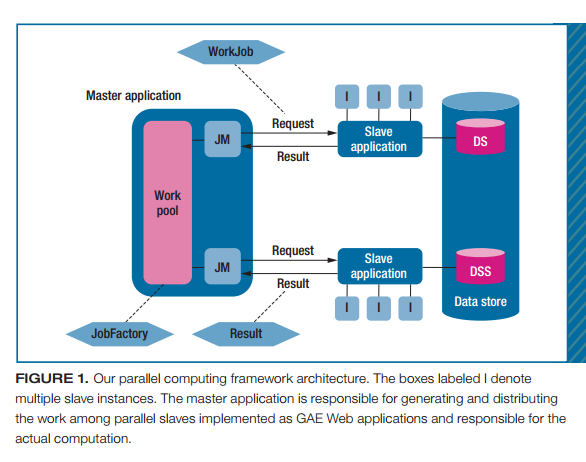 WorkJob
Master application
I I I
JM
Request
Result
Slave
application
DS
Work
pool
JM
Request
Result
Slave
application
DSS
I I I
Data store
JobFactory
Result
FIGURE 1. Our parallel computing framework architecture. The boxes labeled I denote
multiple slave instances. The master application is responsible for generating and distributing
the work among parallel slaves implemented as GAE Web applications and responsible for the
actual computation.